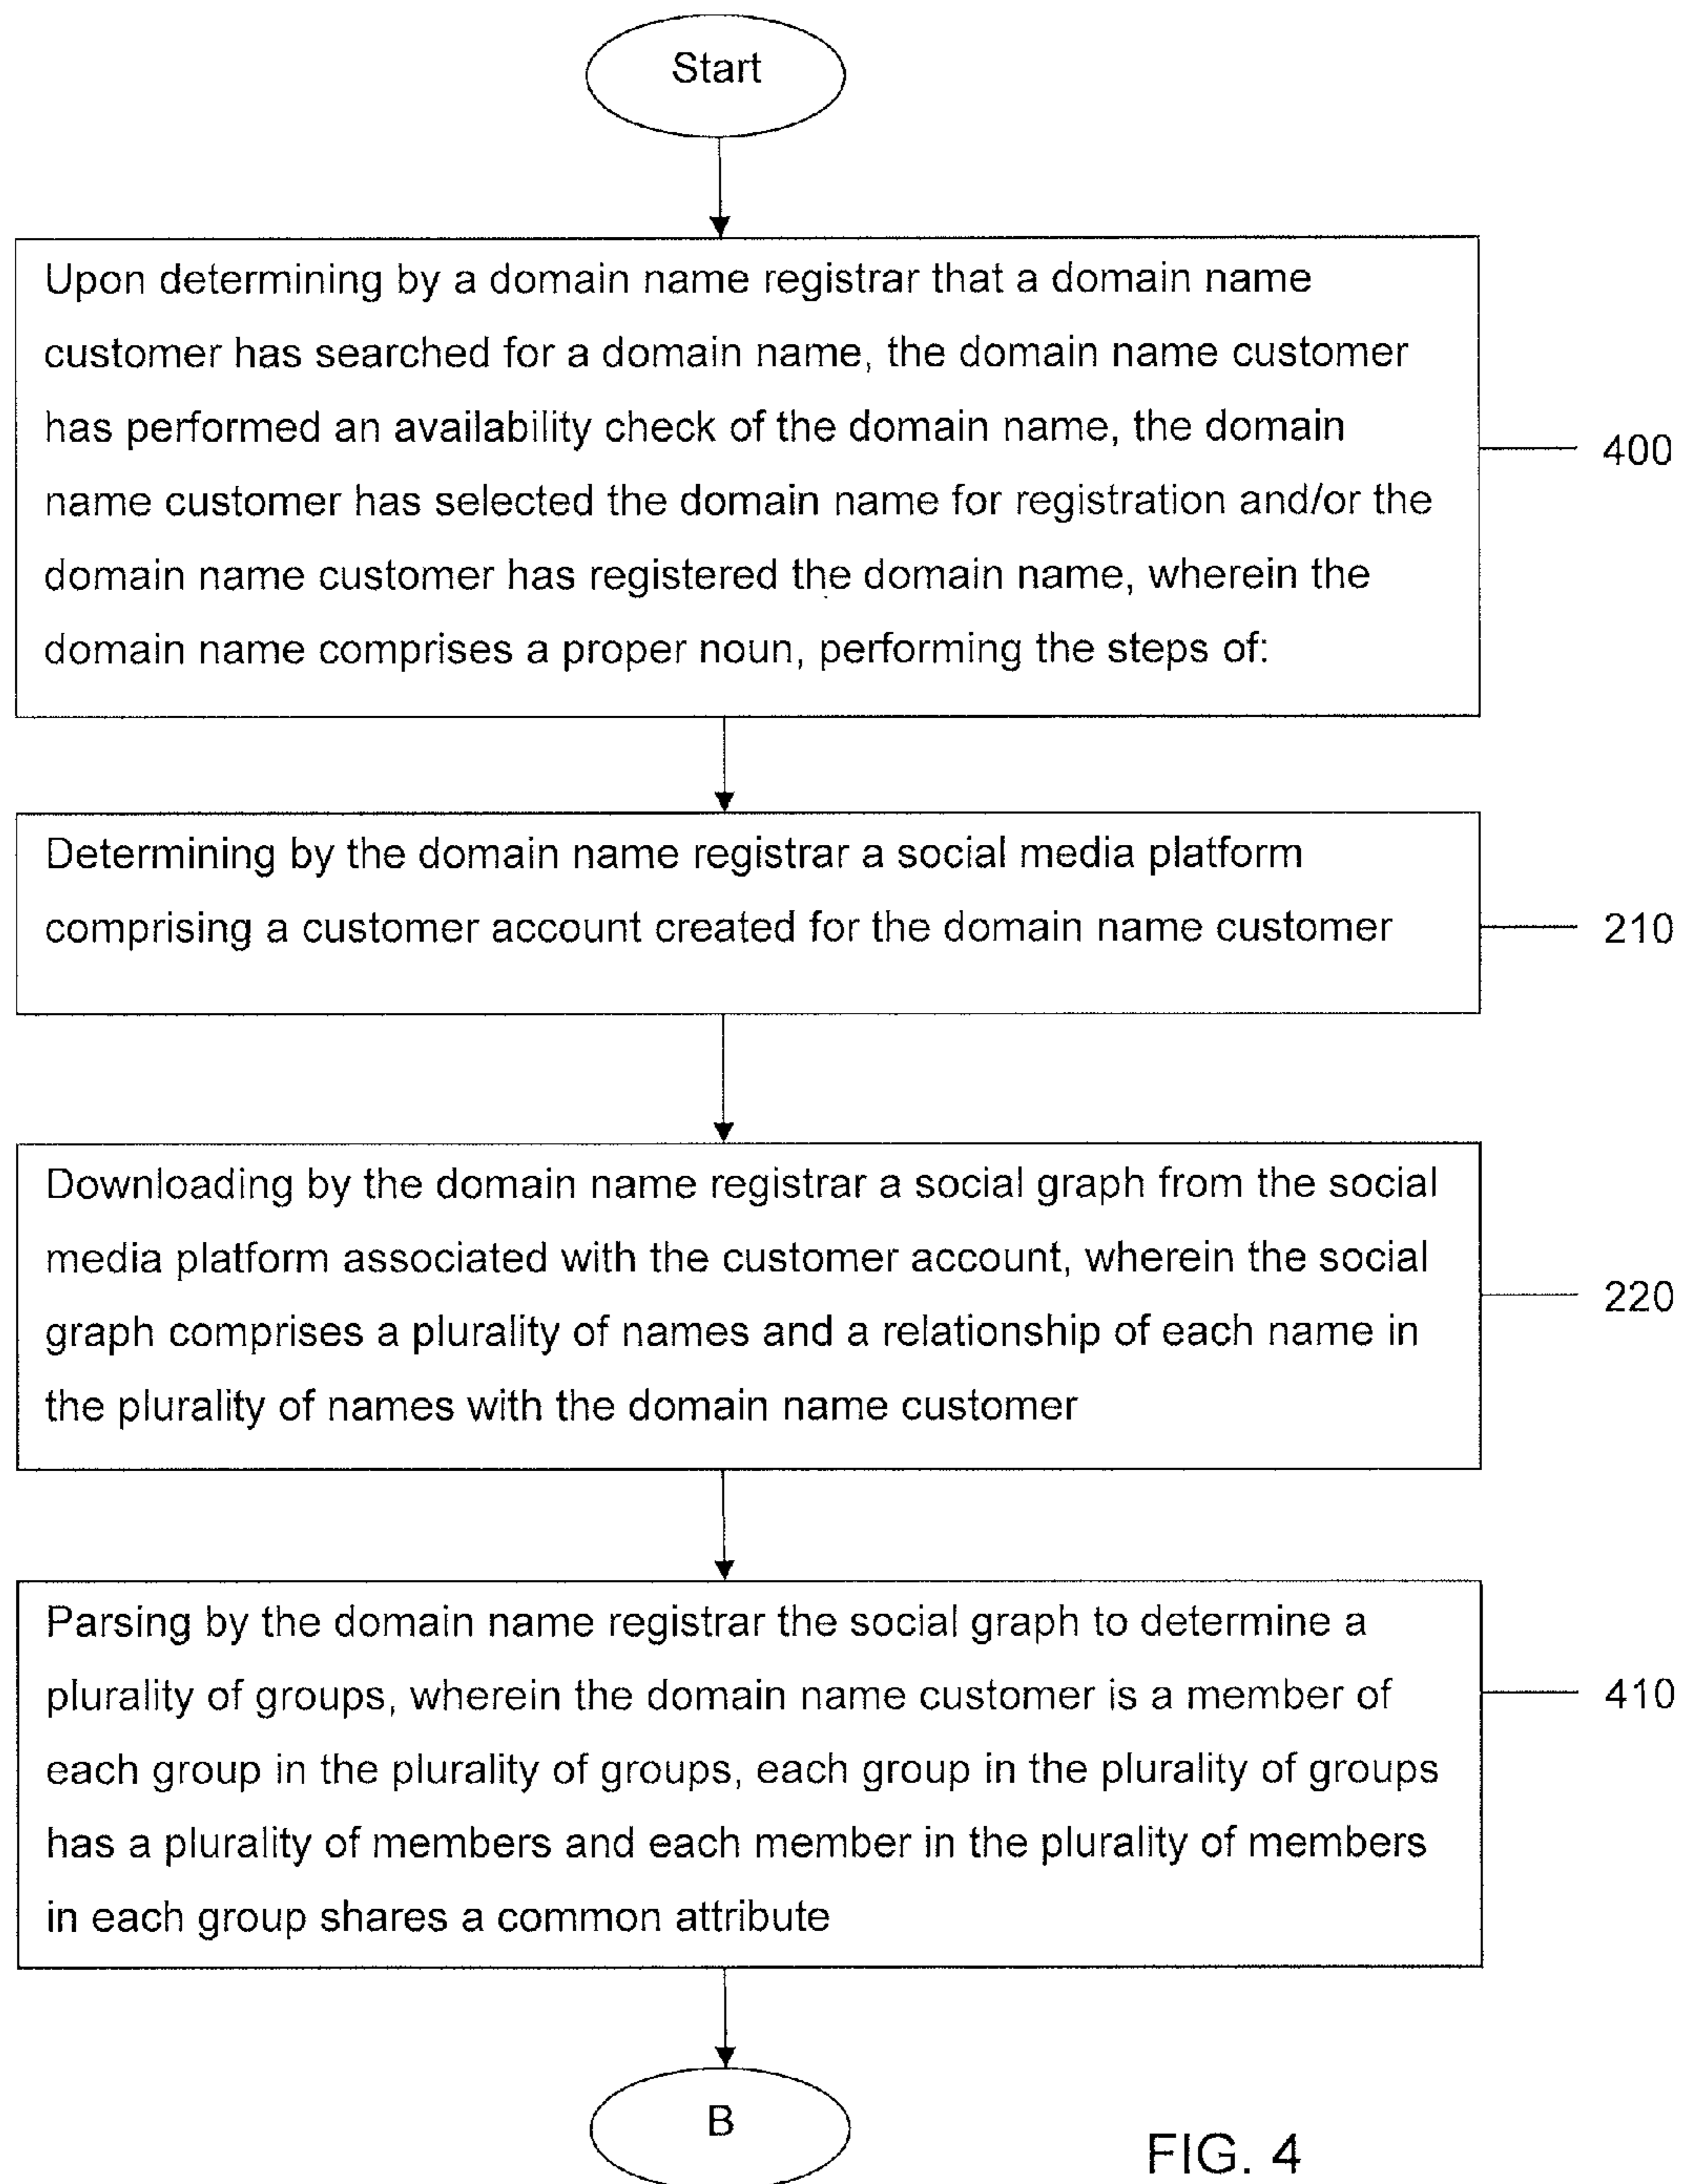 Start
Upon determining by a domain name registrar that a domain name
customer has searched for a domain name, the domain name customer
has performed an availability check of the domain name, the domain
name customer has selected the domain name for registration and/or the
domain name customer has registered the domain name, wherein the
domain name comprises a proper noun, performing the steps of:
400
Determining by the domain name registrar a social media platform
comprising a customer account created for the domain name customer
210
Downloading by the domain name registrar a social graph from the social
media platform associated with the customer account, wherein the social
graph comprises a plurality of names and a relationship of each name in
the plurality of names with the domain name customer
220
Parsing by the domain name registrar the social graph to determine a
plurality of groups, wherein the domain name customer is a member of
each group in the plurality of groups, each group in the plurality of groups
has a plurality of members and each member in the plurality of members
in each group shares a common attribute
410
B
FIG. 4